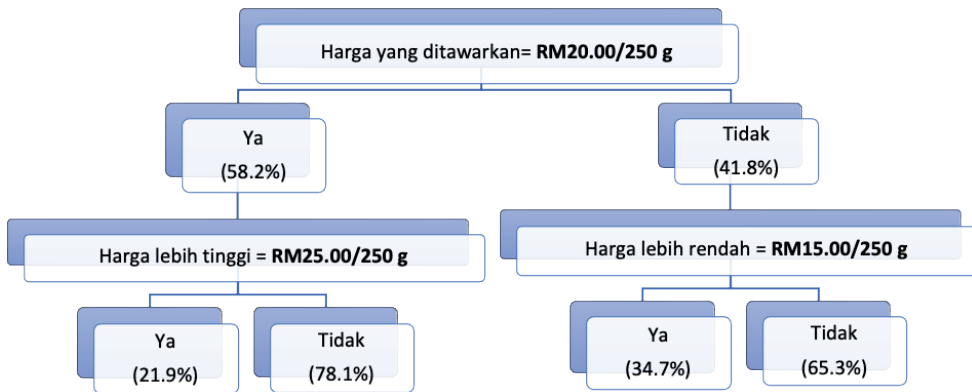 Harga yang ditawarkan= RM20.00/250 g
Ya
(58.2%)
Tidak
(41.8%)
Harga lebih tinggi = RM25.00/250 g
Harga lebih rendah = RM15.00/250 g
Ya
(21.9%)
Tidak
(78.1%)
Ya
(34.7%)
Tidak
(65.3%)